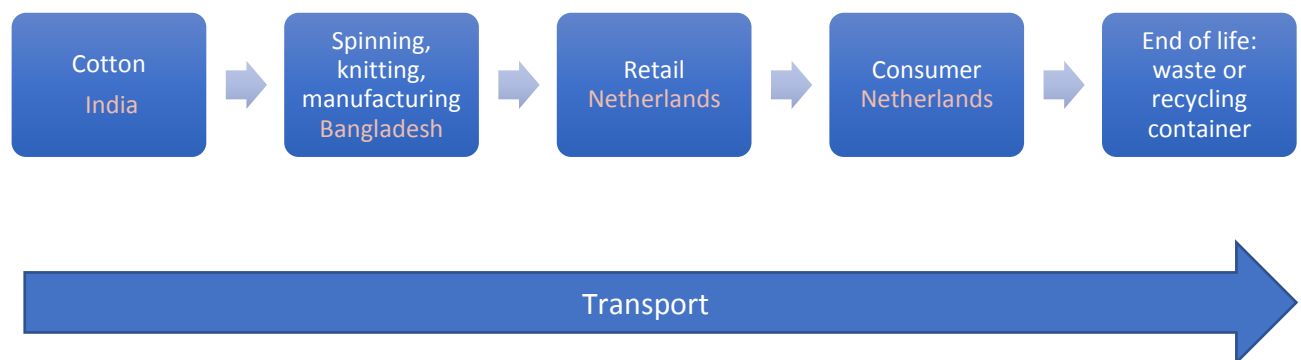 Cotton
India
Spinning,
knitting,
manufacturing
Bangladesh
Retail
Netherlands
Consumer
Netherlands
End of life:
waste or
recycling
container
Transport